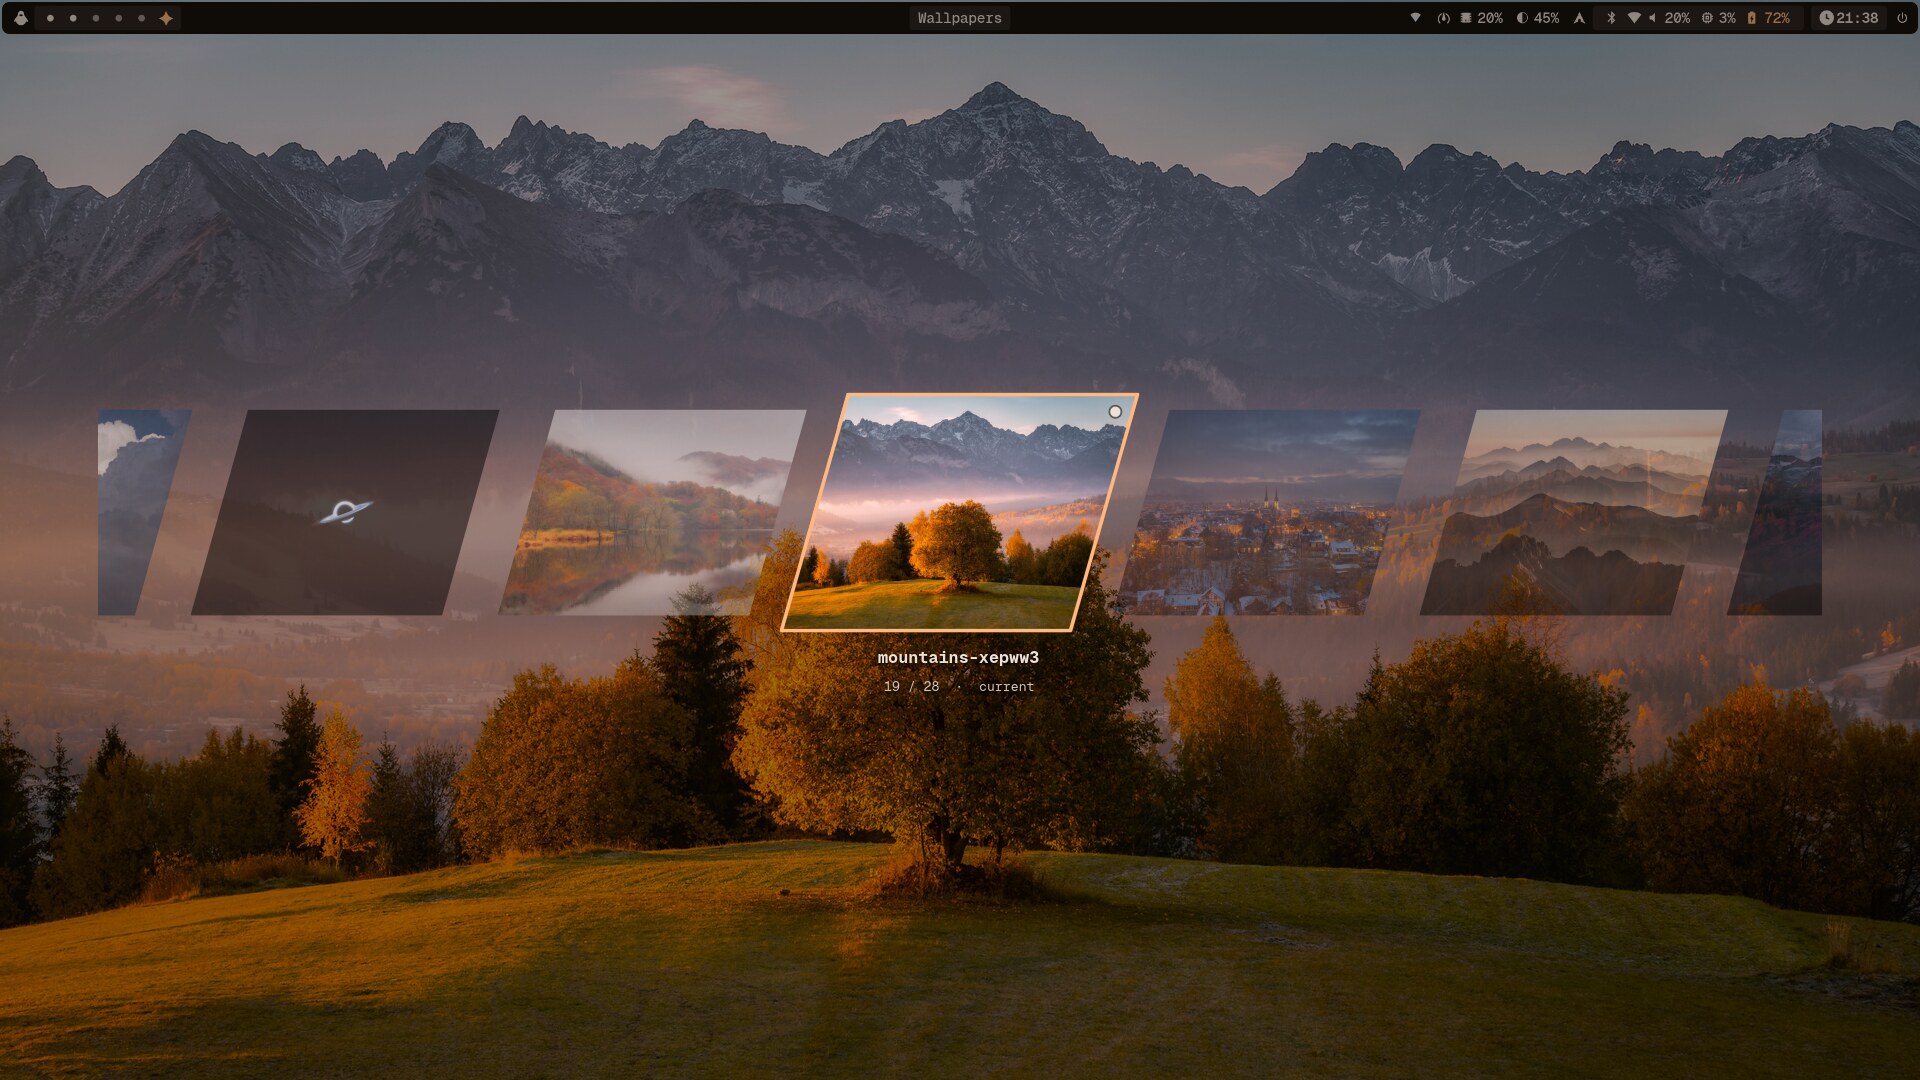 Wallpapers
20% 45% 20% 3% 72% 21:38
mountains-xepww3
19 / 28 · current